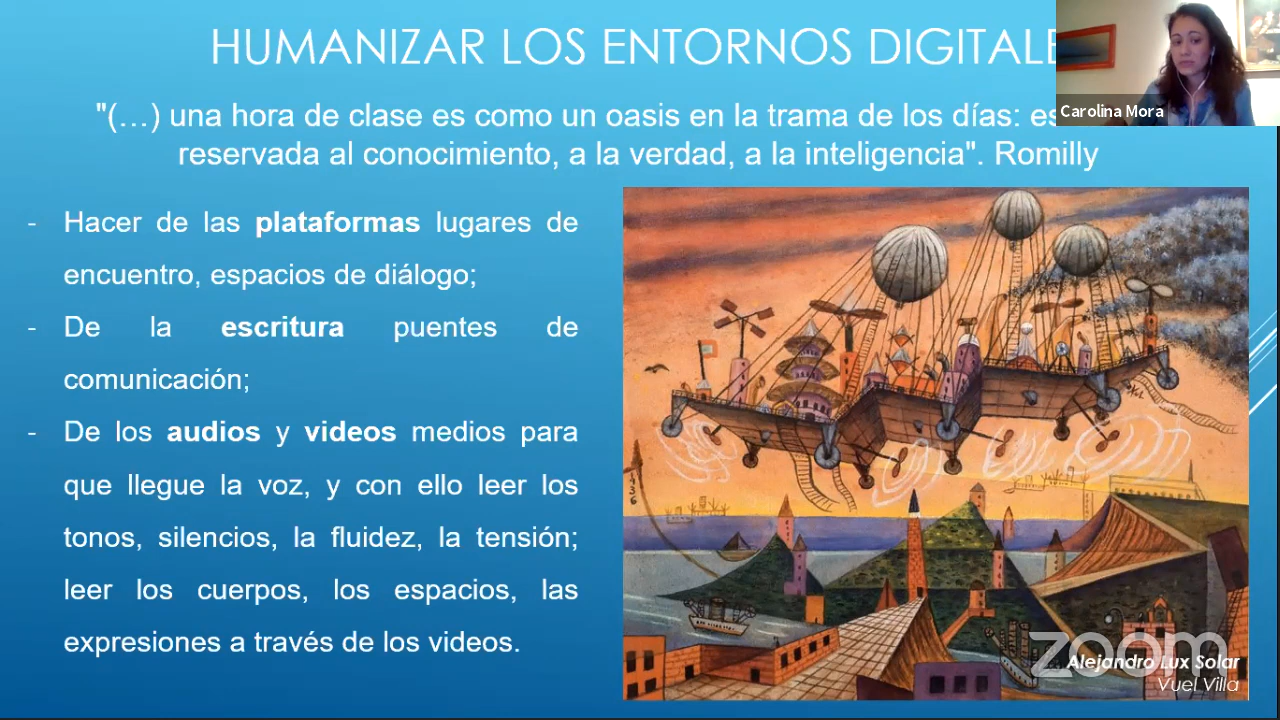 HUMANIZAR LOS ENTORNOS DIGITALE
Carolina Mora
"(…) una hora de clase es como un oasis en la trama de los días: es
reservada al conocimiento, a la verdad, a la inteligencia". Romilly
- Hacer de las plataformas lugares de
encuentro, espacios de diálogo;
- De la escritura puentes de
comunicación;
- De los audios y videos medios para
que llegue la voz, y con ello leer los
tonos, silencios, la fluidez, la tensión;
leer los cuerpos, los espacios, las
expresiones a través de los videos.
1936
zoom
Alejandro Lux Solar
Vuel Villa